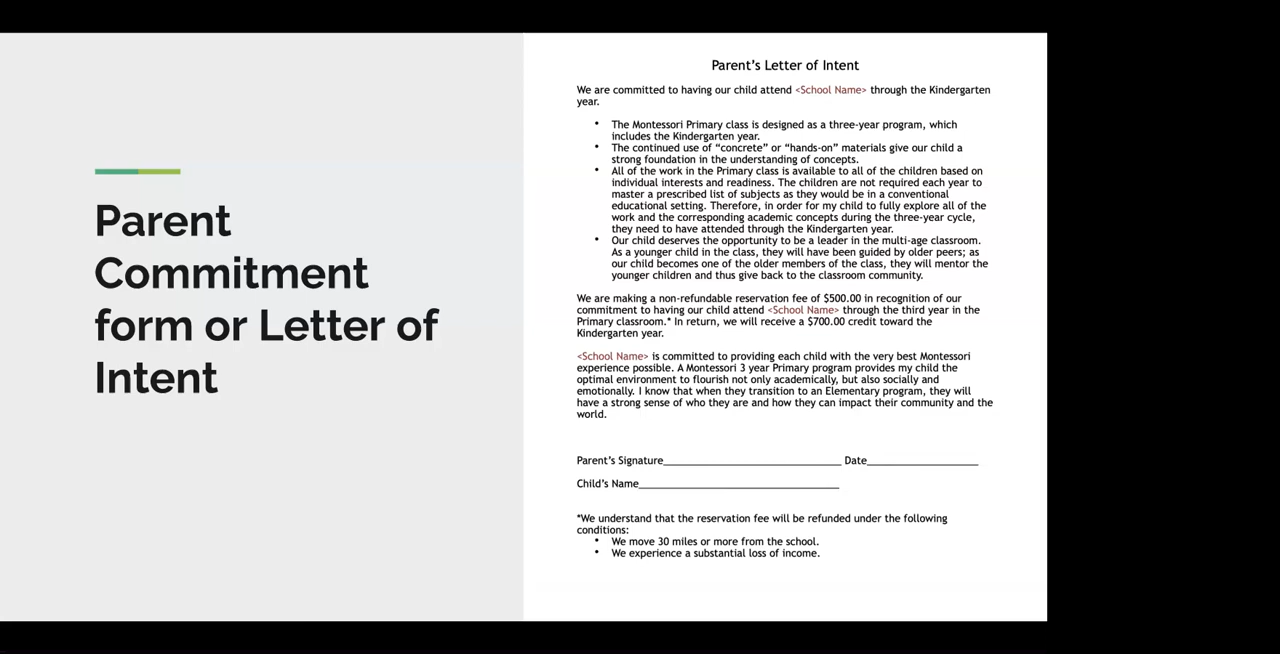 Parent
Commitment
form or Letter of
Intent
Parent's Letter of Intent
We are committed to having our child attend <School Name> through the Kindergarten
year.
• The Montessori Primary class is designed as a three-year program, which
includes the Kindergarten year.
• The continued use of “concrete” or “hands-on” materials give our child a
strong foundation in the understanding of concepts.
• All of the work in the Primary class is available to all of the children based on
individual interests and readiness. The children are not required each year to
master a prescribed list of subjects as they would be in a conventional
educational setting. Therefore, in order for my child to fully explore all of the
work and the corresponding academic concepts during the three-year cycle,
they need to have attended through the Kindergarten year.
• Our child deserves the opportunity to be a leader in the multi-age classroom.
As a younger child in the class, they will have been guided by older peers; as
our child becomes one of the older members of the class, they will mentor the
younger children and thus give back to the classroom community.
We are making a non-refundable reservation fee of $500.00 in recognition of our
commitment to having our child attend <School Name> through the third year in the
Primary classroom.* In return, we will receive a $700.00 credit toward the
Kindergarten year.
<School Name> is committed to providing each child with the very best Montessori
experience possible. A Montessori 3 year Primary program provides my child the
optimal environment to flourish not only academically, but also socially and
emotionally. I know that when they transition to an Elementary program, they will
have a strong sense of who they are and how they can impact their community and the
world.
Parent's Signature________________________________ Date____________________
Child's Name____________________________________
*We understand that the reservation fee will be refunded under the following
conditions:
• We move 30 miles or more from the school.
• We experience a substantial loss of income.